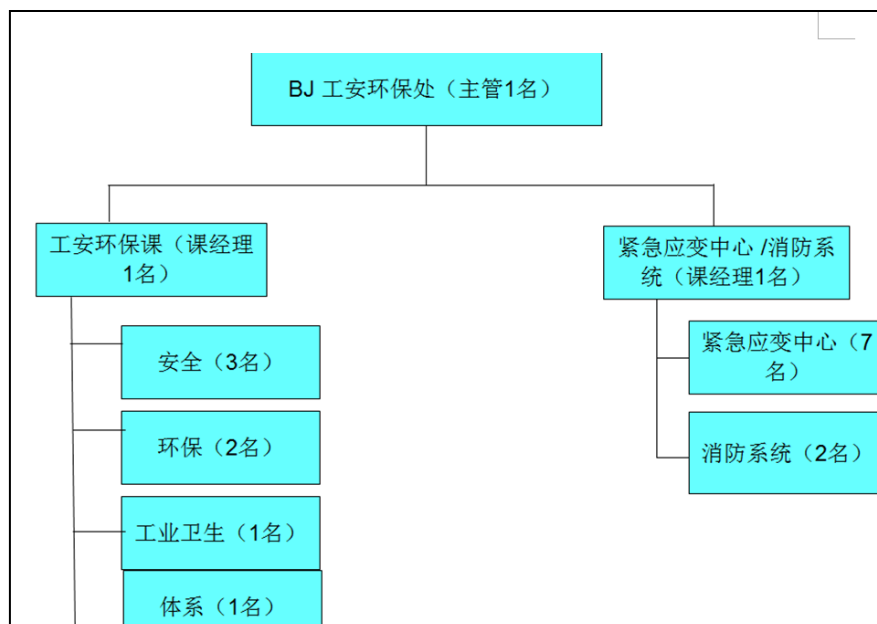 BJ 工安环保处（主管1名）
工安环保课（课经理
1名）
安全（3名）
环保（2名）
工业卫生（1名）
体系（1名）
紧急应变中心 /消防系
统（课经理1名）
紧急应变中心（7
名）
消防系统（2名）